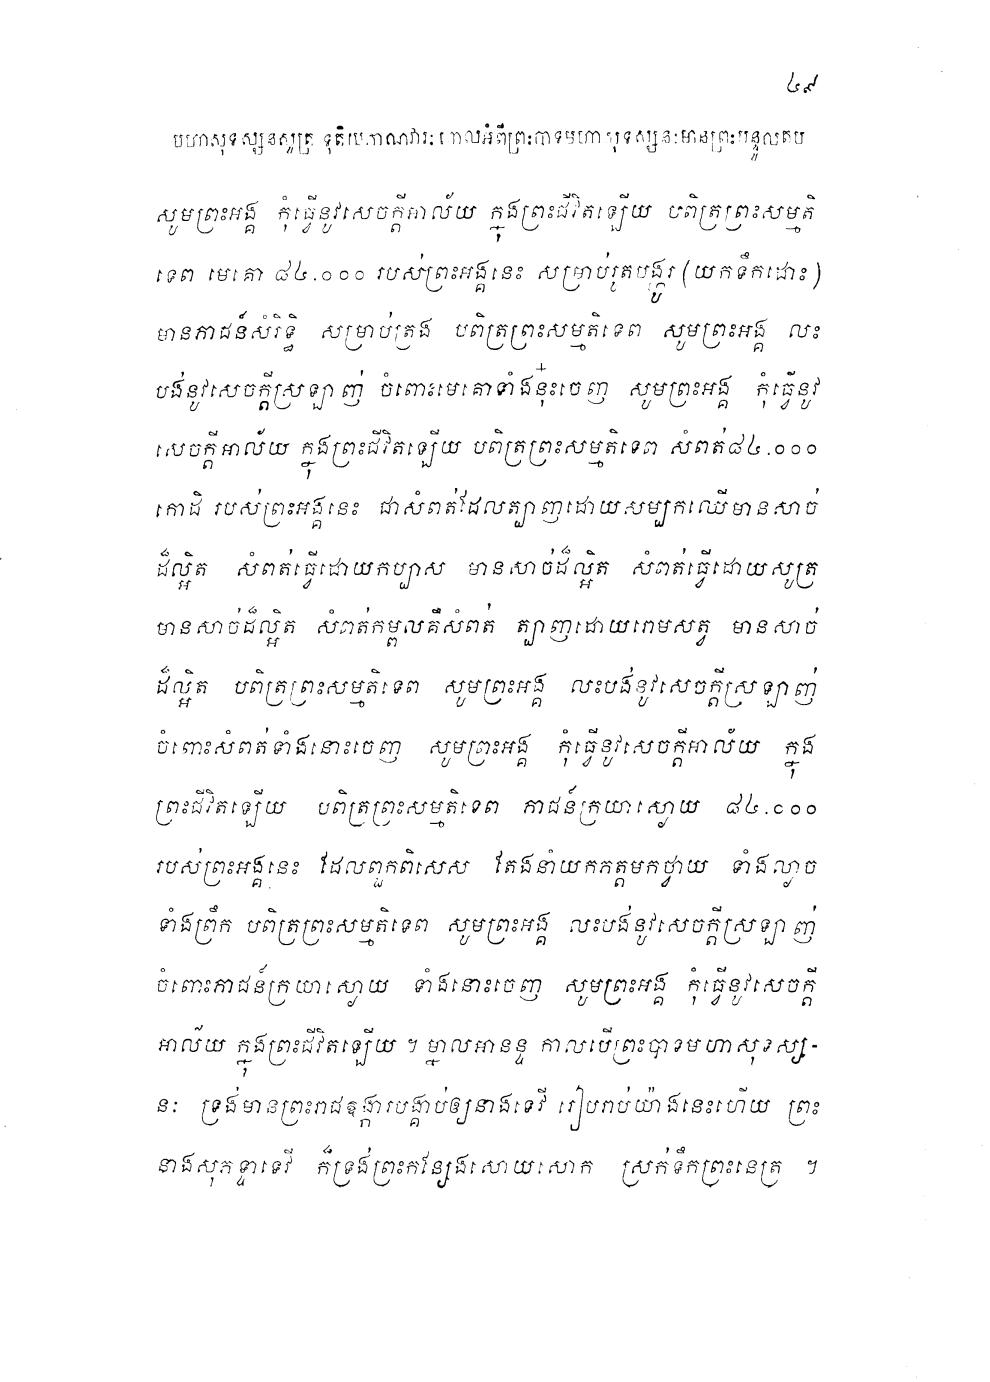 ៤៩
មហាសុទស្សនសូត្រ ទុតិយភាណវារៈ ពោលអំពីព្រះបាទមហាសុទស្សនៈមានព្រះបន្ទូលតប
សូមព្រះអង្គ កុំធ្វើនូវសេចក្តីអាល័យ ក្នុងព្រះជីវិតឡើយ បពិត្រព្រះសម្មតិ
ទេព មេគោ ៨៤.០០០ របស់ព្រះអង្គនេះ សម្រាប់រូតបង្ហូរ (យកទឹកដោះ)
មានភាជន៍សំរិទ្ធិ សម្រាប់ត្រង បពិត្រព្រះសម្មតិទេព សូមព្រះអង្គ លះ
បង់នូវសេចក្តីស្រឡាញ់ ចំពោះមេគោទាំងនុ៎ះចេញ សូមព្រះអង្គ កុំធ្វើនូវ
សេចក្តីអាល័យ ក្នុងព្រះជីវិតឡើយ បពិត្រព្រះសម្មតិទេព សំពត់៨៤.០០០
កោដិ របស់ព្រះអង្គនេះ ជាសំពត់ដែលត្បាញដោយសម្បកឈើមានសាច់
ដ៏ល្អិត សំពត់ធ្វើដោយកប្បាស មានសាច់ដ៏ល្អិត សំពត់ធ្វើដោយសូត្រ
មានសាច់ដ៏ល្អិត សំពត់កម្ពលគឺសំពត់ ត្បាញដោយរោមសត្វ មានសាច់
ដ៏ល្អិត បពិត្រព្រះសម្មតិទេព សូមព្រះអង្គ លះបង់នូវសេចក្តីស្រឡាញ់
ចំពោះសំពត់ទាំងនោះចេញ សូមព្រះអង្គ កុំធ្វើនូវសេចក្តីអាល័យ ក្នុង
ព្រះជីវិតឡើយ បពិត្រព្រះសម្មតិទេព ភាជន៍ក្រយាស្ងោយ ៨៤.០០០
របស់ព្រះអង្គនេះ ដែលពួកពិសេស តែងនាំយកភត្តមកថ្វាយ ទាំងល្ងាច
ទាំងព្រឹក បពិត្រព្រះសម្មតិទេព សូមព្រះអង្គ លះបង់នូវសេចក្តីស្រឡាញ់
ចំពោះភាជន៍ក្រយាស្ងោយ ទាំងនោះចេញ សូមព្រះអង្គ កុំធ្វើនូវសេចក្តី
អាល័យ ក្នុងព្រះជីវិតឡើយ ។ ម្នាលអានន្ទ កាលបើព្រះបាទមហាសុទស្ស-
នៈ ទ្រង់មានព្រះរាជឱង្ការបង្គាប់ឲ្យនាងទេវី រៀបរាប់យ៉ាងនេះហើយ ព្រះ
នាងសុភទ្ទាទេវី ក៏ទ្រង់ព្រះកន្សែងសោយសោក ស្រក់ទឹកព្រះនេត្រ ។